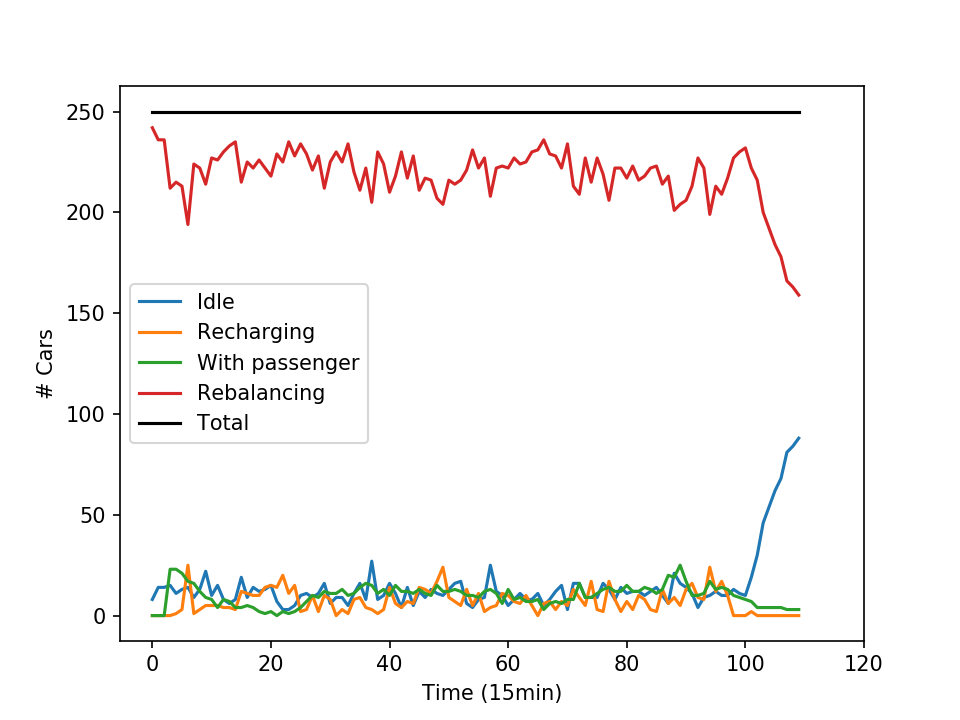 250
200
150
100
50
0
# Cars
Idle
Recharging
With passenger
Rebalancing
Total
0 20 40 60 80 100 120
Time (15min)